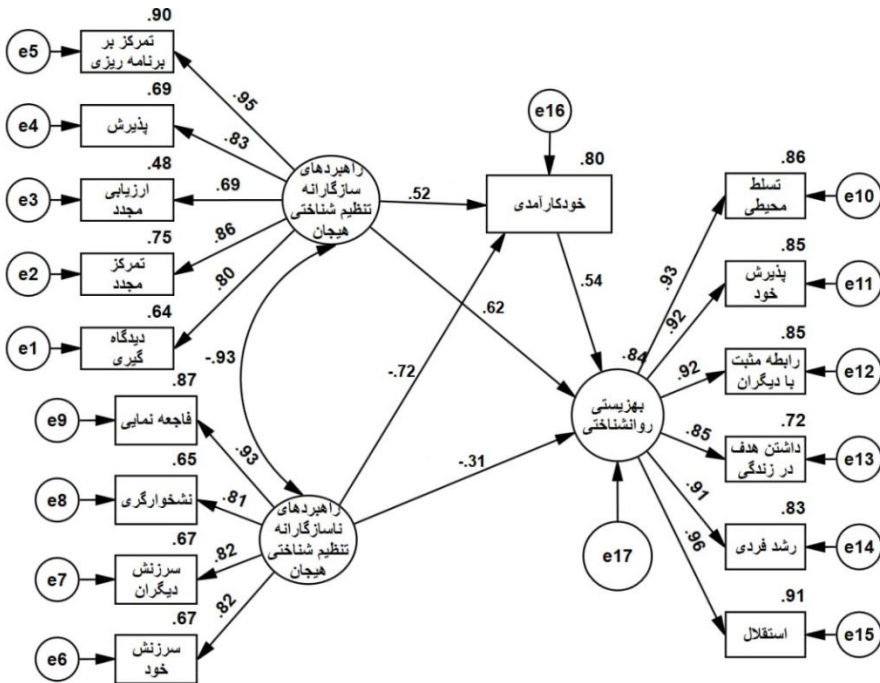 .90
e5
تمرکز بر
برنامه ریزی
.95
.69
e4
پذیرش
.83
.48
e3
ارزیابی
مجدد
.69
.75
e2
تمرکز
مجدد
.86
.64
e1
دیدگاه
گیری
.80
راهبردهای
سازگارانه
تنظیم شناختی
هیجان
-.93
.87
e9
فاجعه نمایی
.93
.65
e8
نشخوارگری
.81
.67
e7
سرزنش
دیگران
.82
.67
e6
سرزنش
خود
.82
راهبردهای
ناسازگارانه
تنظیم شناختی
هیجان
e16
.80
خودکارآمدی
.52
.62
-.72
.54
-.31
.84
بهزیستی
روانشناختی
e17
.86
تسلط
محیطی
e10
.93
.85
پذیرش
خود
e11
.92
.85
رابطه مثبت
با دیگران
e12
.92
.72
داشتن هدف
در زندگی
e13
.85
.83
رشد فردی
e14
.91
.91
استقلال
e15
.96